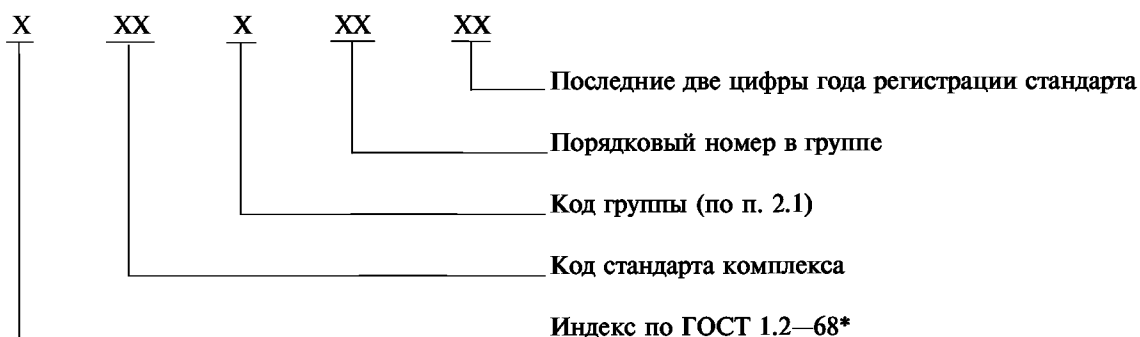 X XX X XX XX
Последние две цифры года регистрации стандарта
Порядковый номер в группе
Код группы (по п. 2.1)
Код стандарта комплекса
Индекс по ГОСТ 1.2—68*